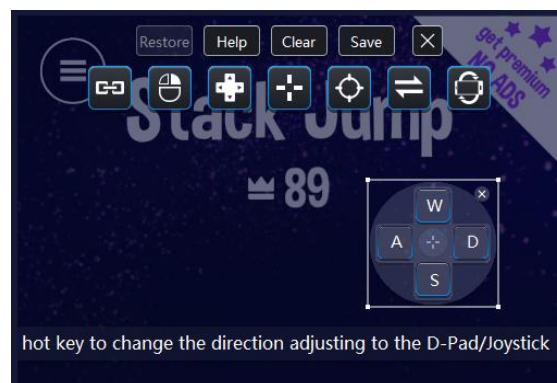 Restore Help Clear Save
get premium
NO ADS
Stack Jump
89
W
A D
S
hot key to change the direction adjusting to the D-Pad/Joystick